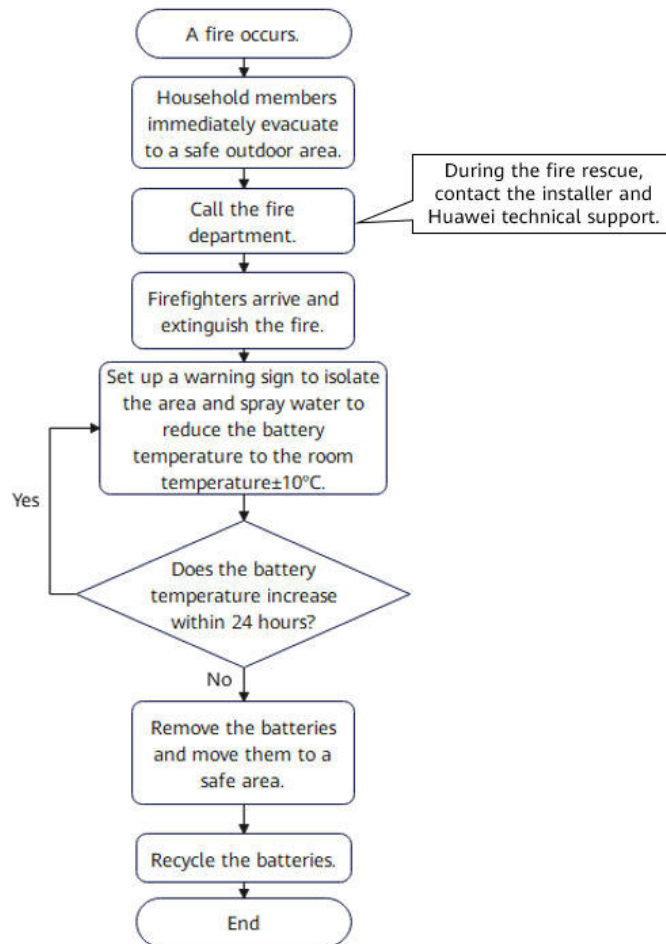 A fire occurs.
Household members
immediately evacuate
to a safe outdoor area.
During the fire rescue,
contact the installer and
Huawei technical support.
Call the fire
department.
Firefighters arrive and
extinguish the fire.
Set up a warning sign to isolate
the area and spray water to
reduce the battery
temperature to the room
temperature±10°C.
Yes
Does the battery
temperature increase
within 24 hours?
No
Remove the batteries
and move them to a
safe area.
Recycle the batteries.
End